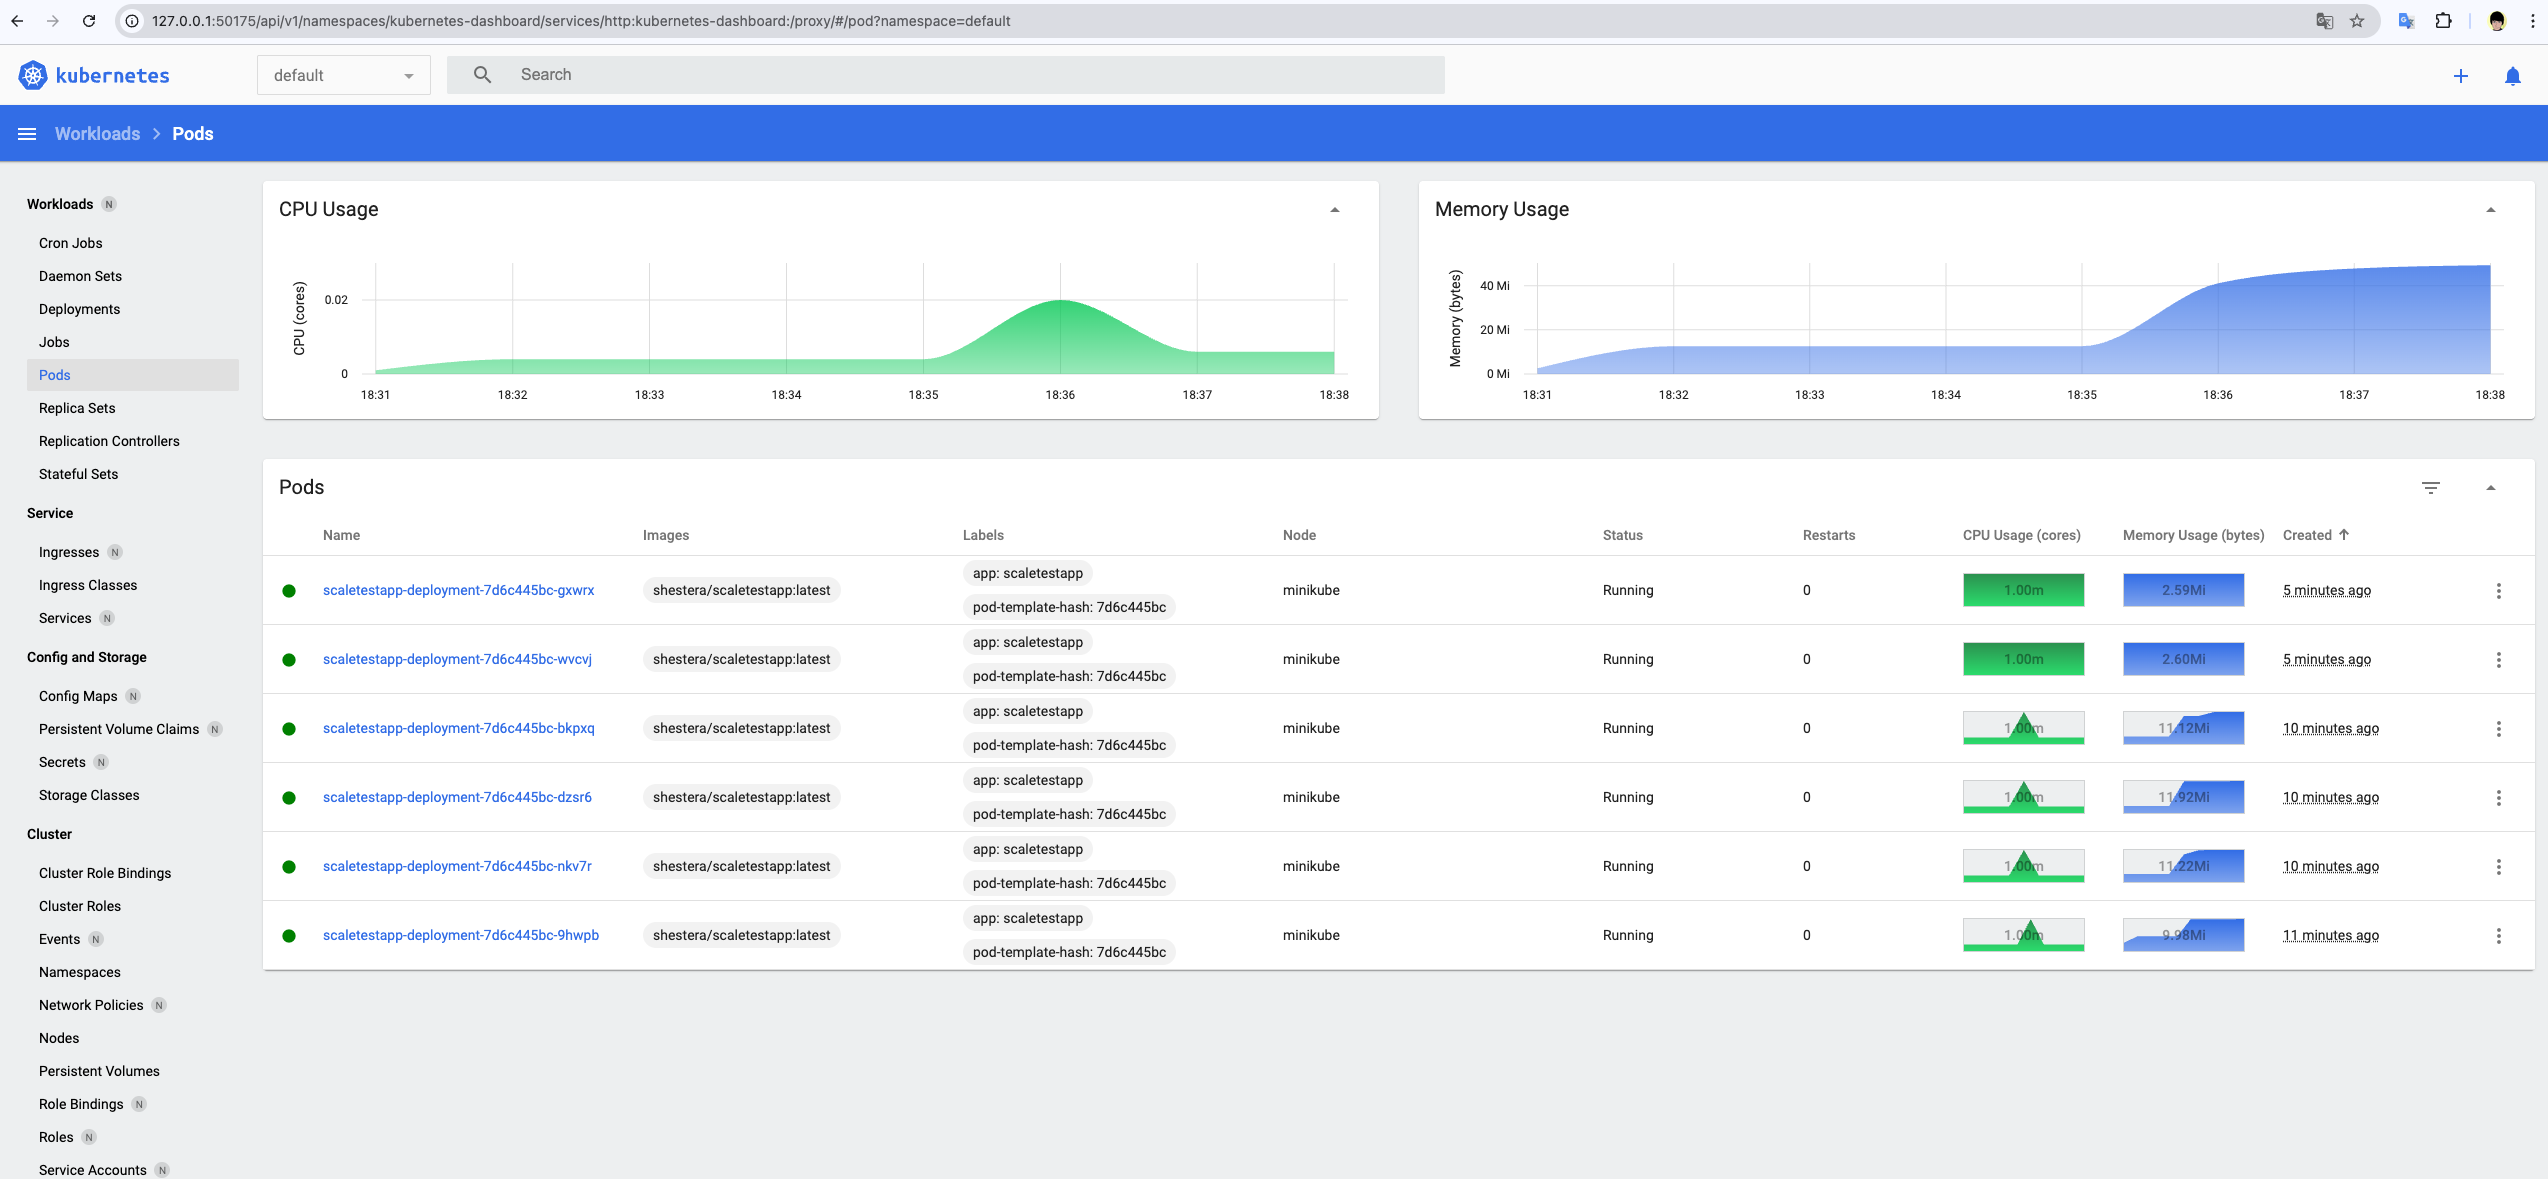 127.0.0.1:50175/api/v1/namespaces/kubernetes-dashboard/services/http:kubernetes-dashboard:/proxy/#/pod?namespace=default
kubernetes
default
Search
Workloads > Pods
Workloads N
Cron Jobs
Daemon Sets
Deployments
Jobs
Pods
Replica Sets
Replication Controllers
Stateful Sets
Service
Ingresses N
Ingress Classes
Services N
Config and Storage
Config Maps N
Persistent Volume Claims N
Secrets N
Storage Classes
Cluster
Cluster Role Bindings
Cluster Roles
Events N
Namespaces
Network Policies N
Nodes
Persistent Volumes
Role Bindings N
Roles N
Service Accounts N
CPU Usage
CPU (cores)
0.02
0
18:31 18:32 18:33 18:34 18:35 18:36 18:37 18:38
Memory Usage
Memory (bytes)
40 Mi
20 Mi
0 Mi
18:31 18:32 18:33 18:34 18:35 18:36 18:37 18:38
Pods
Name Images Labels Node Status Restarts CPU Usage (cores) Memory Usage (bytes) Created
app: scaletestapp
scaletestapp-deployment-7d6c445bc-gxwrx shestera/scaletestapp:latest minikube Running 0 1.00m 2.59Mi 5 minutes ago
pod-template-hash: 7d6c445bc
app: scaletestapp
scaletestapp-deployment-7d6c445bc-wvcvj shestera/scaletestapp:latest minikube Running 0 1.00m 2.60Mi 5 minutes ago
pod-template-hash: 7d6c445bc
app: scaletestapp
scaletestapp-deployment-7d6c445bc-bkpxq shestera/scaletestapp:latest minikube Running 0 1.00m 11.12Mi 10 minutes ago
pod-template-hash: 7d6c445bc
app: scaletestapp
scaletestapp-deployment-7d6c445bc-dzsr6 shestera/scaletestapp:latest minikube Running 0 1.00m 11.92Mi 10 minutes ago
pod-template-hash: 7d6c445bc
app: scaletestapp
scaletestapp-deployment-7d6c445bc-nkv7r shestera/scaletestapp:latest minikube Running 0 1.00m 11.22Mi 10 minutes ago
pod-template-hash: 7d6c445bc
app: scaletestapp
scaletestapp-deployment-7d6c445bc-9hwpb shestera/scaletestapp:latest minikube Running 0 1.00m 9.98Mi 11 minutes ago
pod-template-hash: 7d6c445bc